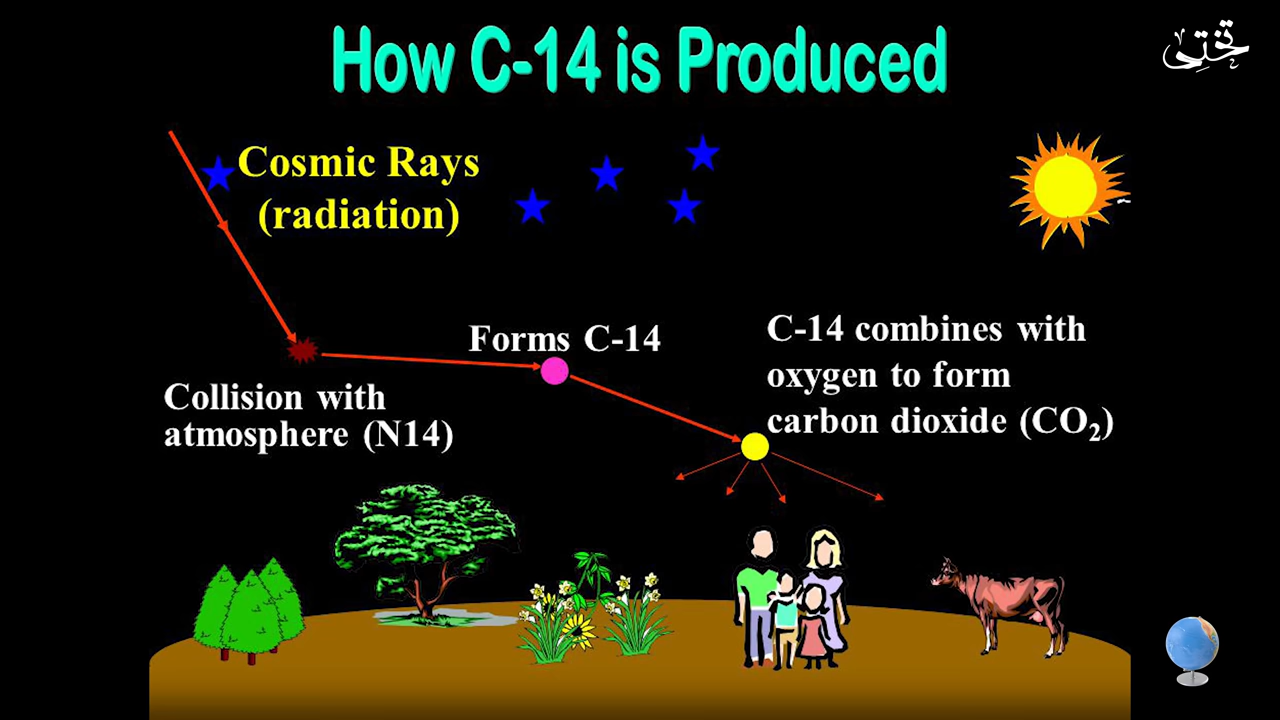 How C-14 is Produced
تختی
Cosmic Rays
(radiation)
Forms C-14
C-14 combines with
oxygen to form
carbon dioxide (CO₂)
Collision with
atmosphere (N14)